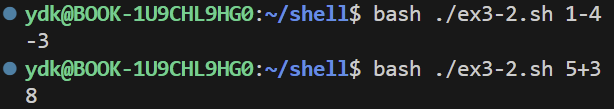 ydk@BOOK-1U9CHL9HG0:~/shell$ bash ./ex3-2.sh 1-4
-3
ydk@BOOK-1U9CHL9HG0:~/shell$ bash ./ex3-2.sh 5+3
8